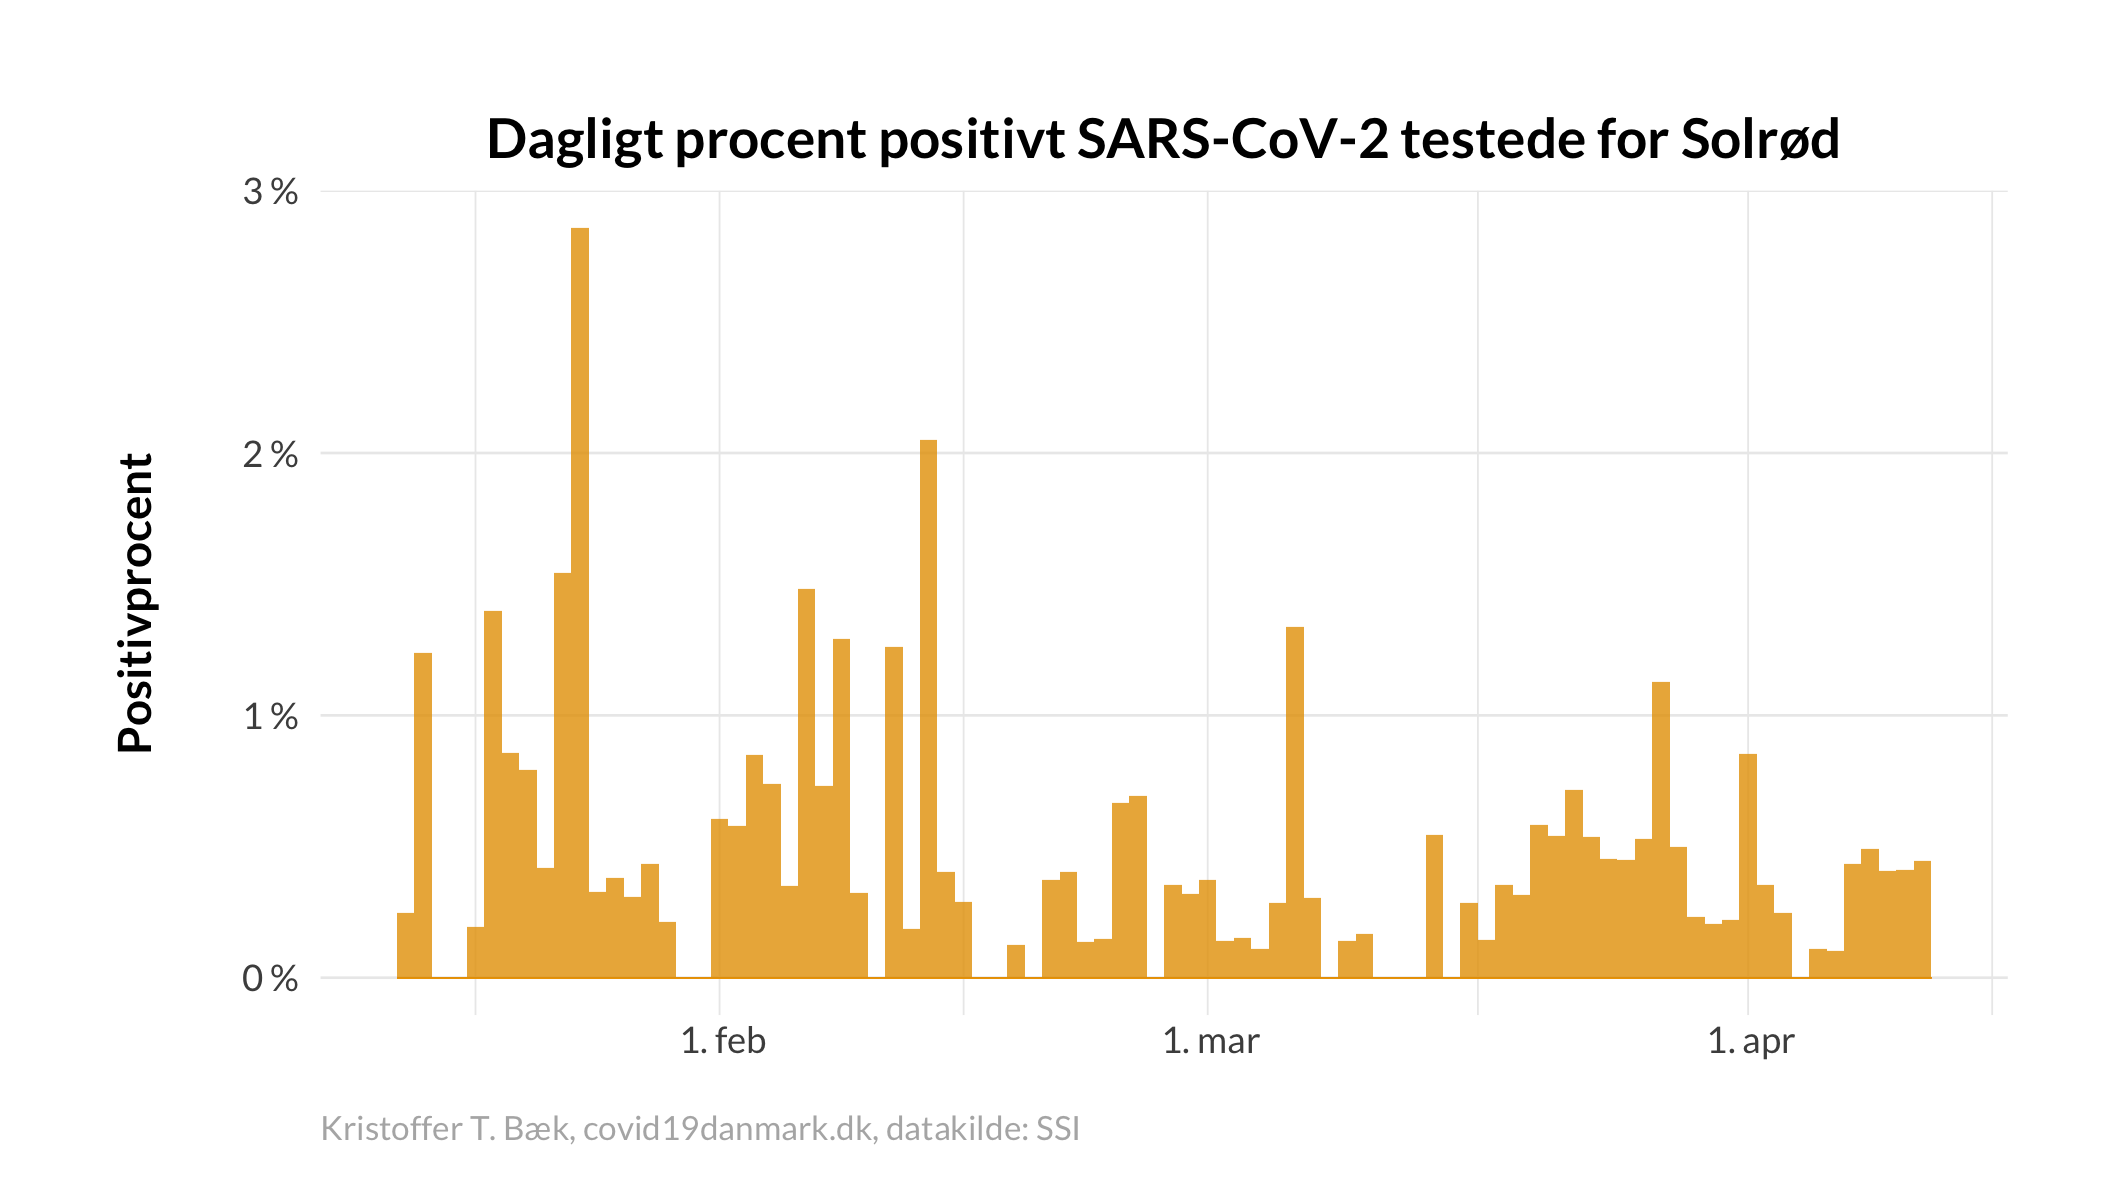 Dagligt procent positivt SARS-CoV-2 testede for Solrød
3 %
2 %
1 %
0 %
Positivprocent
1. feb
1. mar
1. apr
Kristoffer T. Bæk, covid19danmark.dk, datakilde: SSI